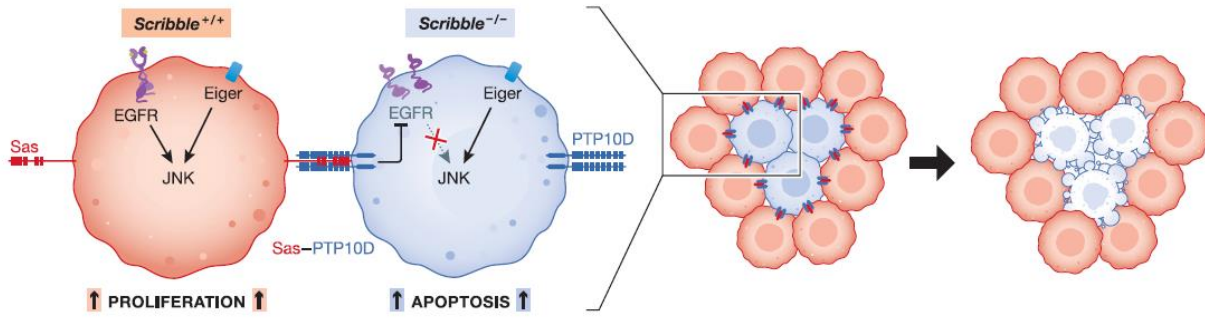 Scribble+/+
Scribble−/−
EGFR
Eiger
JNK
Sas
EGFR
Eiger
JNK
PTP10D
Sas–PTP10D
↑ PROLIFERATION ↑
↑ APOPTOSIS ↑